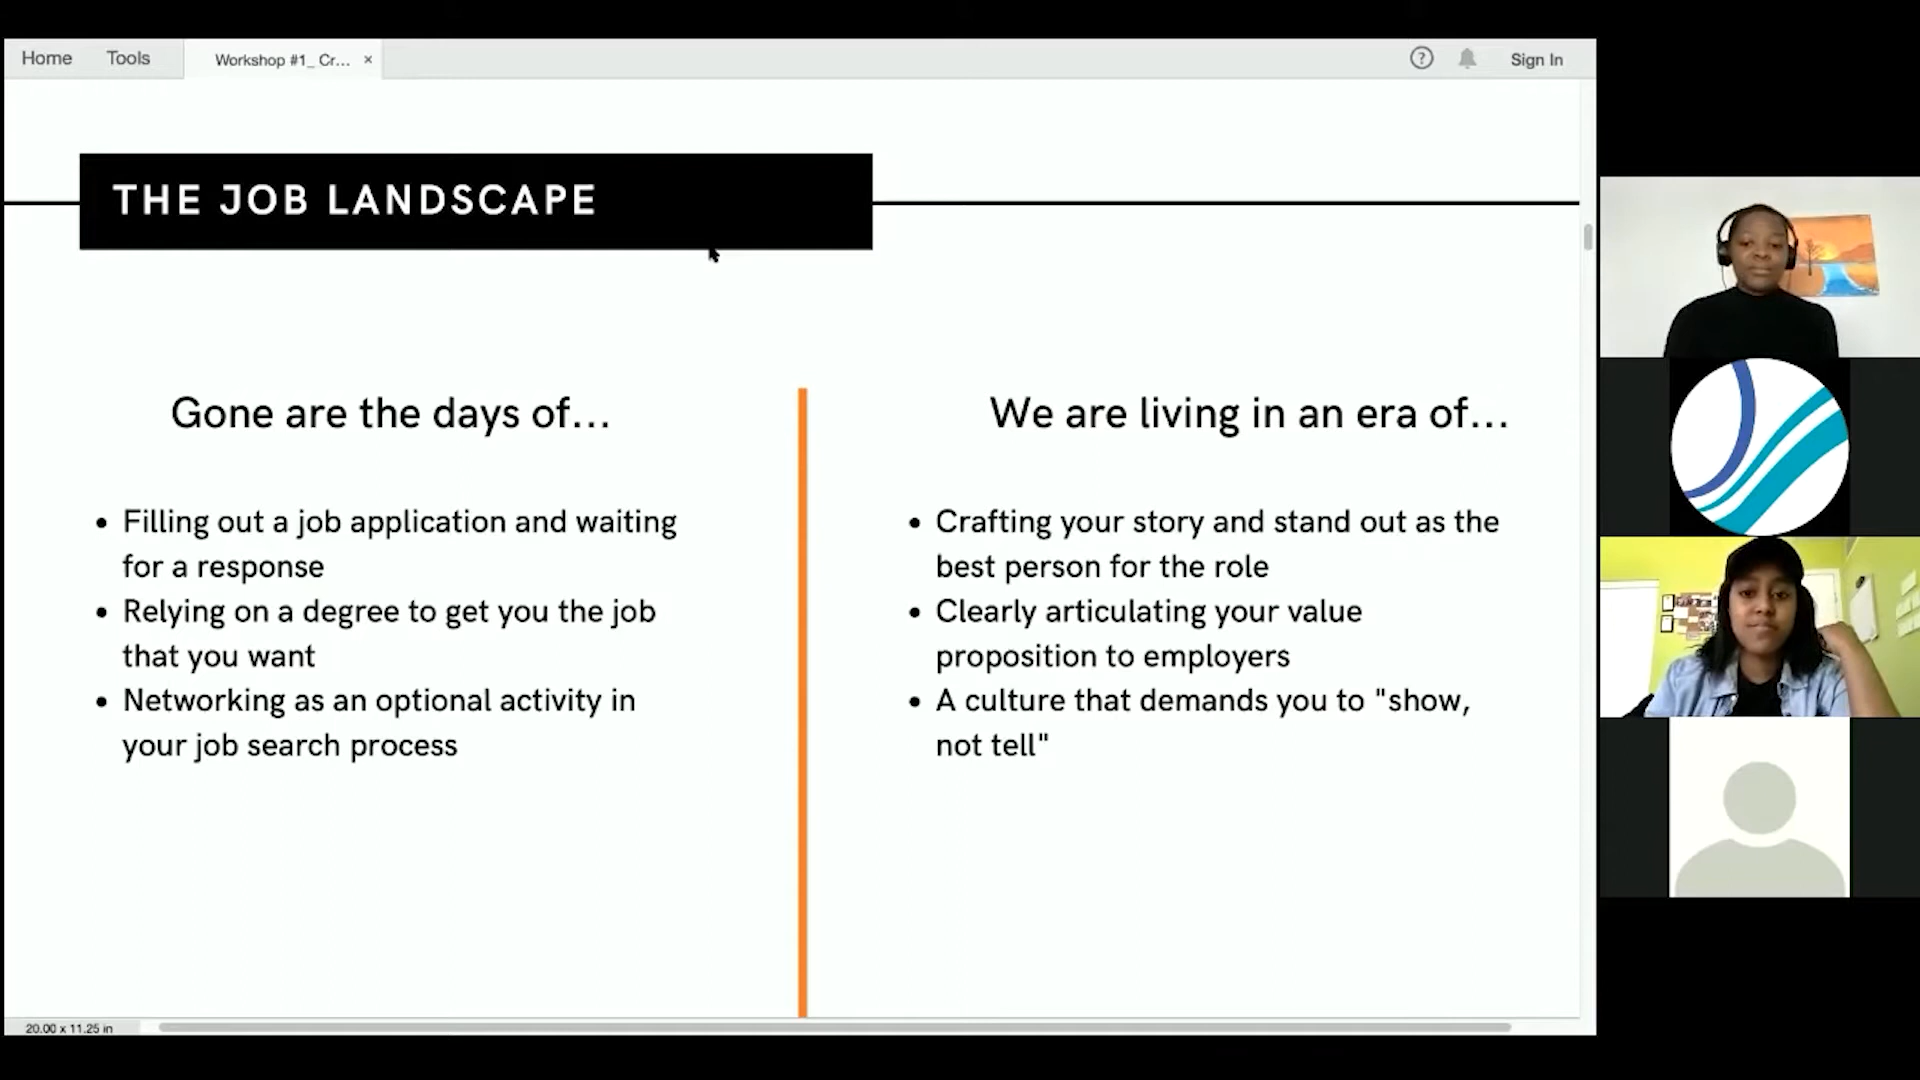 Home Tools Workshop #1_ Cr... × ? Sign In
THE JOB LANDSCAPE
Gone are the days of...
• Filling out a job application and waiting
for a response
• Relying on a degree to get you the job
that you want
• Networking as an optional activity in
your job search process
We are living in an era of...
• Crafting your story and stand out as the
best person for the role
• Clearly articulating your value
proposition to employers
• A culture that demands you to "show,
not tell"
20.00 x 11.25 in